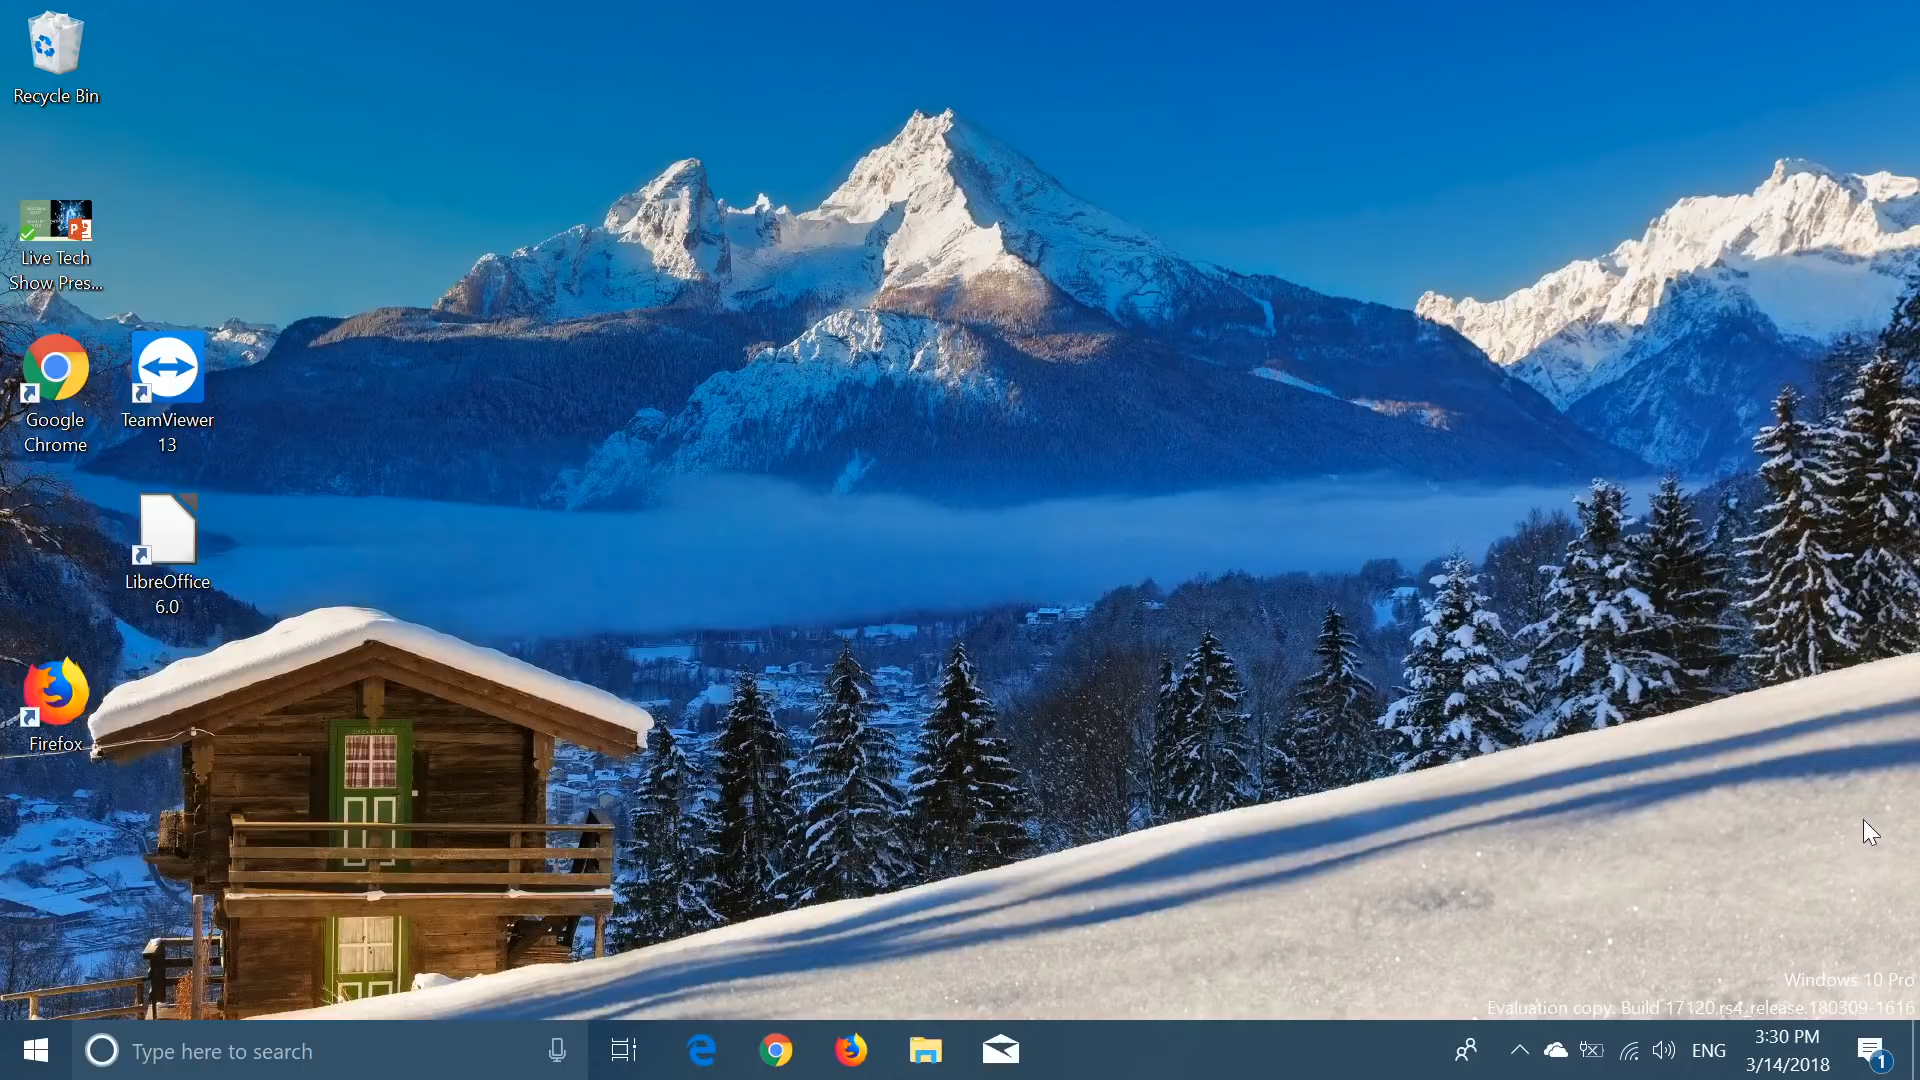 Recycle Bin
Live Tech
Show Pres...
Google
Chrome
TeamViewer
13
LibreOffice
6.0
Firefox
Windows 10 Pro
Evaluation copy. Build 17120.rs4_release.180309-1616
Type here to search
ENG
3:30 PM
3/14/2018
1